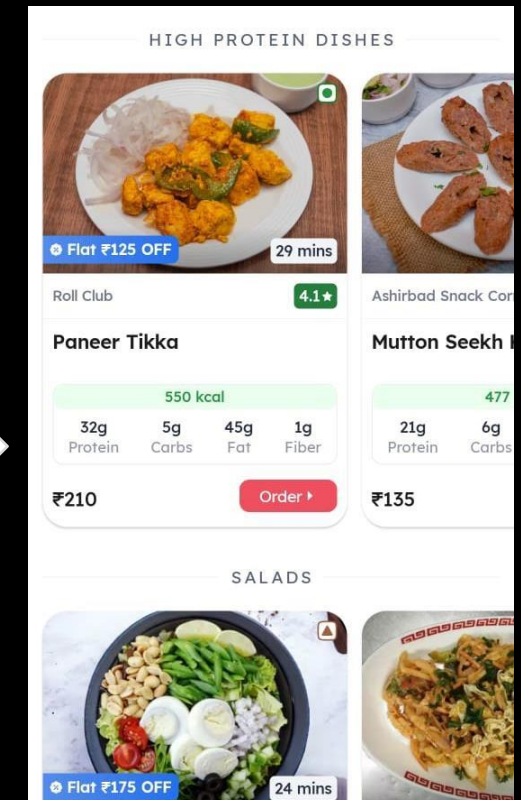 HIGH PROTEIN DISHES
Flat ₹125 OFF
29 mins
Roll Club
4.1★
Ashirbad Snack Cor
Paneer Tikka
Mutton Seekh
550 kcal
477
32g 5g 45g 1g
21g 6g
Protein Carbs Fat Fiber
Protein Carbs
₹210
Order
₹135
SALADS
Flat ₹175 OFF
24 mins